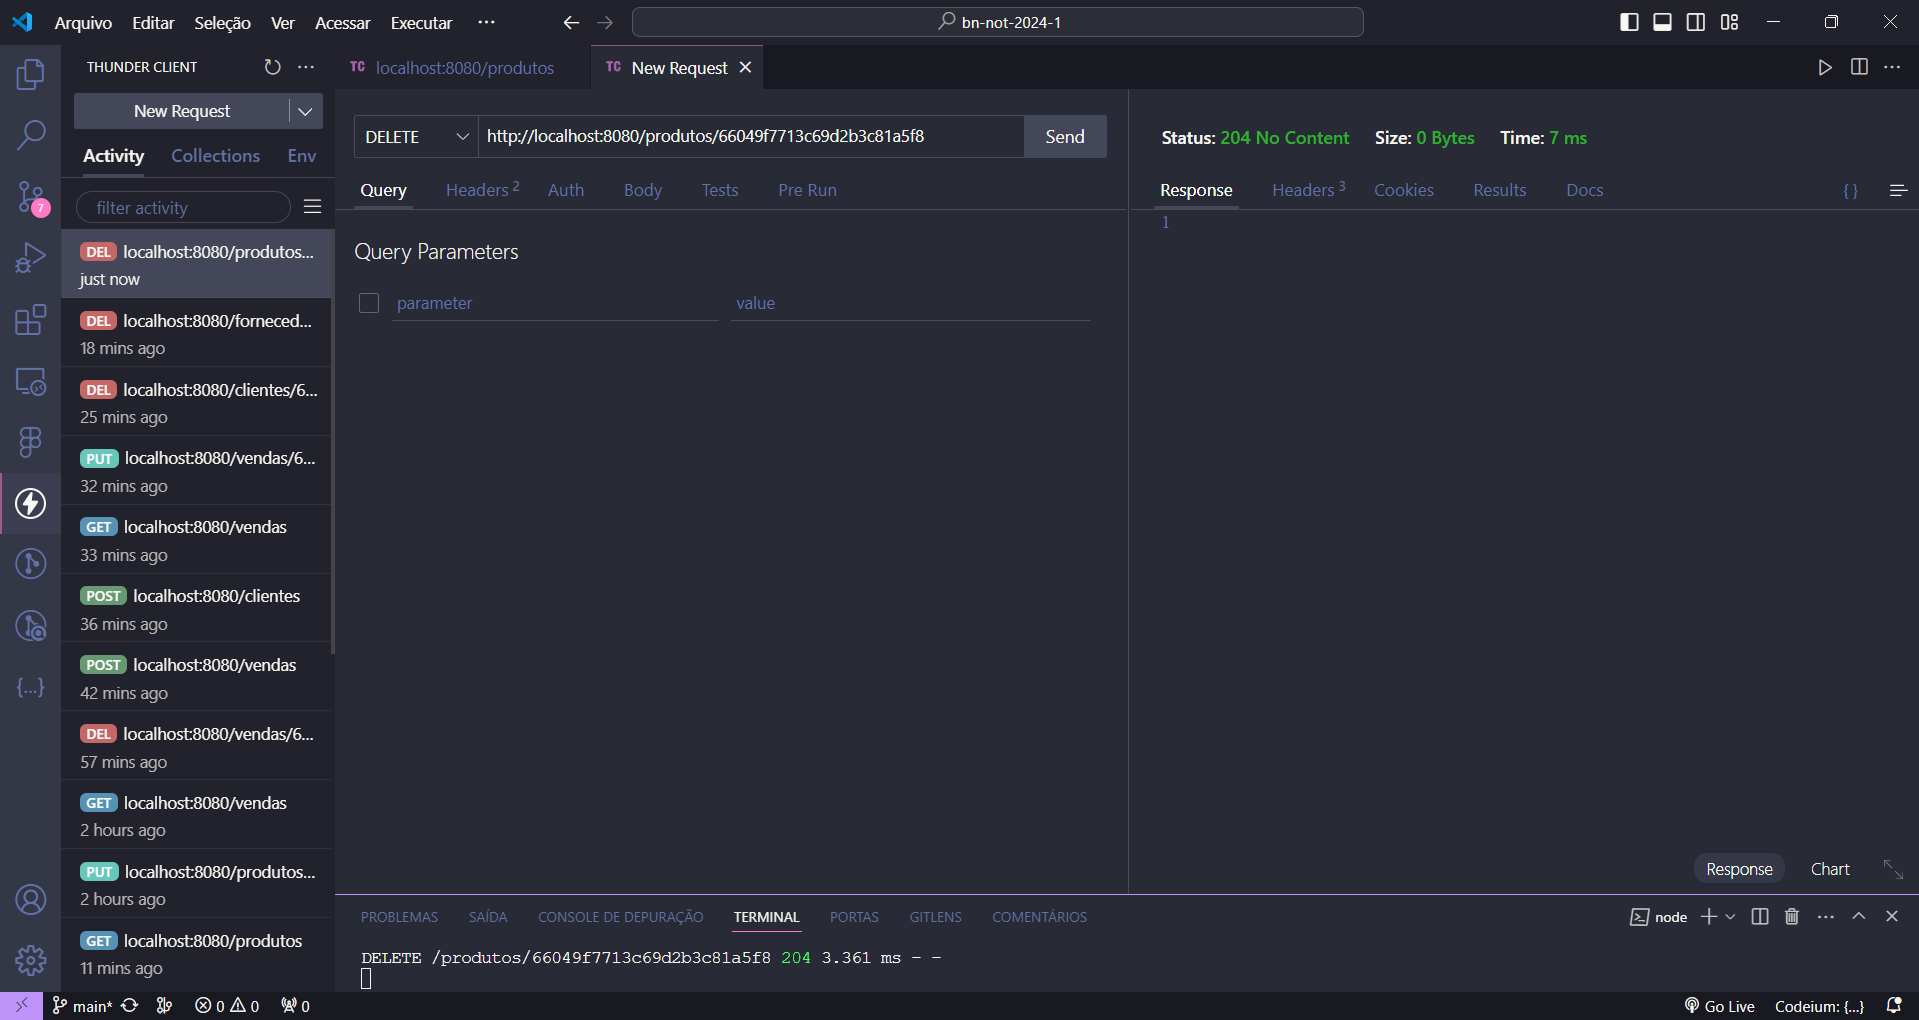 Arquivo Editar Seleção Ver Acessar Executar ···
bn-not-2024-1
THUNDER CLIENT
New Request
Activity Collections Env
filter activity
DEL localhost:8080/produtos...
just now
DEL localhost:8080/forneced...
18 mins ago
DEL localhost:8080/clientes/6...
25 mins ago
PUT localhost:8080/vendas/6...
32 mins ago
GET localhost:8080/vendas
33 mins ago
POST localhost:8080/clientes
36 mins ago
POST localhost:8080/vendas
42 mins ago
DEL localhost:8080/vendas/6...
57 mins ago
GET localhost:8080/vendas
2 hours ago
PUT localhost:8080/produtos...
2 hours ago
GET localhost:8080/produtos
11 mins ago
7
{...}
TC localhost:8080/produtos
TC New Request
DELETE http://localhost:8080/produtos/66049f7713c69d2b3c81a5f8 Send
Query Headers 2 Auth Body Tests Pre Run
Query Parameters
parameter value
Status: 204 No Content Size: 0 Bytes Time: 7 ms
Response Headers 3 Cookies Results Docs { }
1
Response Chart
PROBLEMAS SAÍDA CONSOLE DE DEPURAÇÃO TERMINAL PORTAS GITLENS COMENTÁRIOS
node
DELETE /produtos/66049f7713c69d2b3c81a5f8 204 3.361 ms - -
main* 0 0 0
Go Live Codeium: {...}